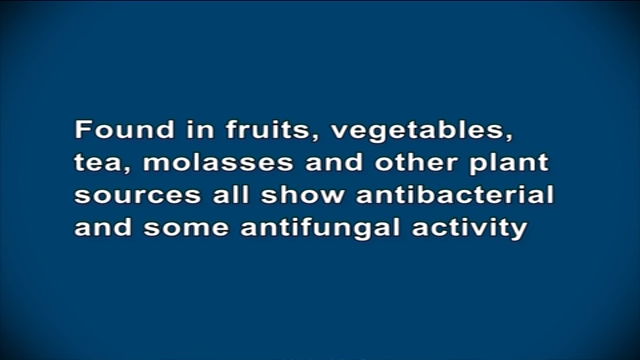 Found in fruits, vegetables,
tea, molasses and other plant
sources all show antibacterial
and some antifungal activity